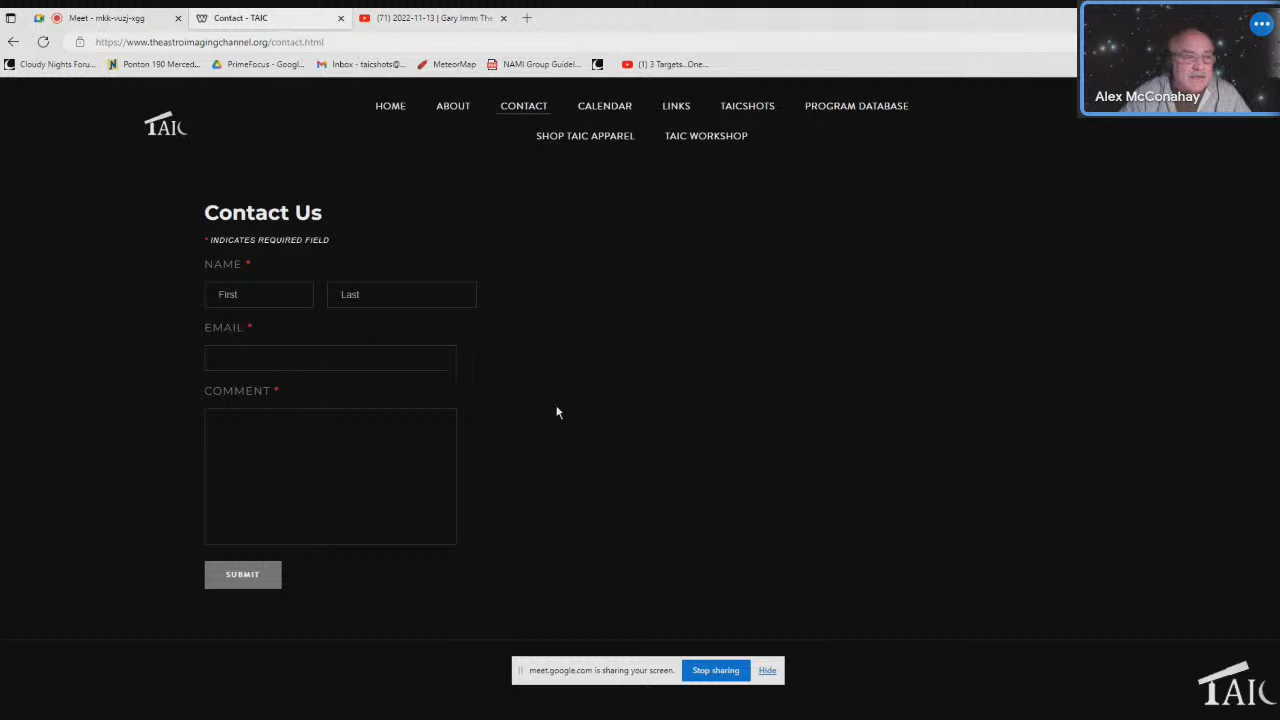 Meet - mkk-vuzj-xgg
Contact - TAIC
(71) 2022-11-13 | Gary Imm: The
https://www.theastroimagingchannel.org/contact.html
Cloudy Nights Foru...
Ponton 190 Merced...
PrimeFocus - Googl...
Inbox - taicshots@...
MeteorMap
NAMI Group Guidel...
(1) 3 Targets...One...
Alex McConahay
TAIC
HOME
ABOUT
CONTACT
CALENDAR
LINKS
TAICSHOTS
PROGRAM DATABASE
SHOP TAIC APPAREL
TAIC WORKSHOP
Contact Us
* INDICATES REQUIRED FIELD
NAME *
First
Last
EMAIL *
COMMENT *
SUBMIT
meet.google.com is sharing your screen.
Stop sharing
Hide
TAIC